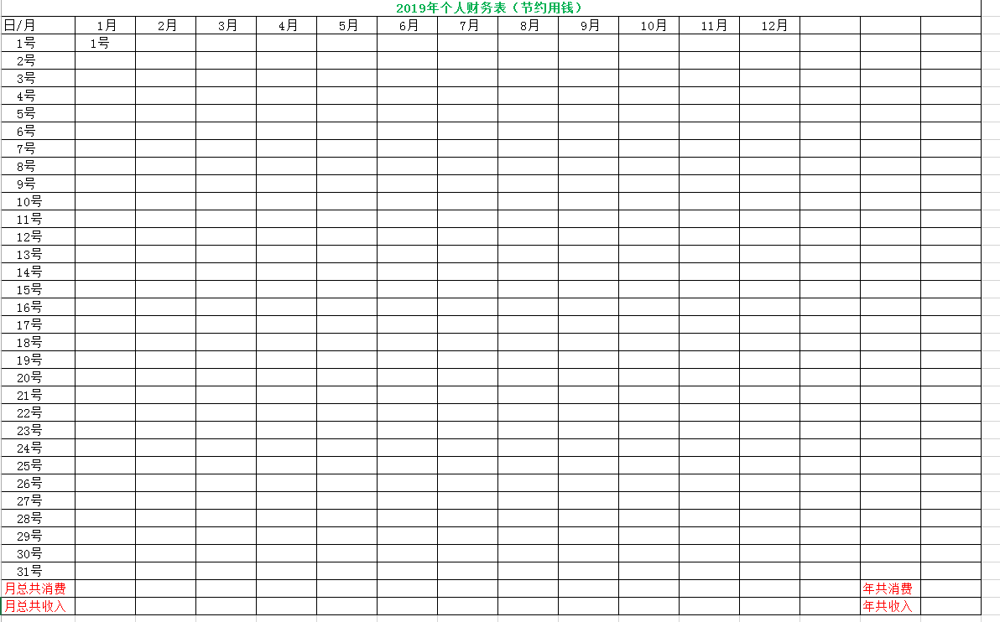 2019年个人财务表（节约用钱）
日/月 1月 2月 3月 4月 5月 6月 7月 8月 9月 10月 11月 12月
1号 1号
2号
3号
4号
5号
6号
7号
8号
9号
10号
11号
12号
13号
14号
15号
16号
17号
18号
19号
20号
21号
22号
23号
24号
25号
26号
27号
28号
29号
30号
31号
月总共消费 年共消费
月总共收入 年共收入